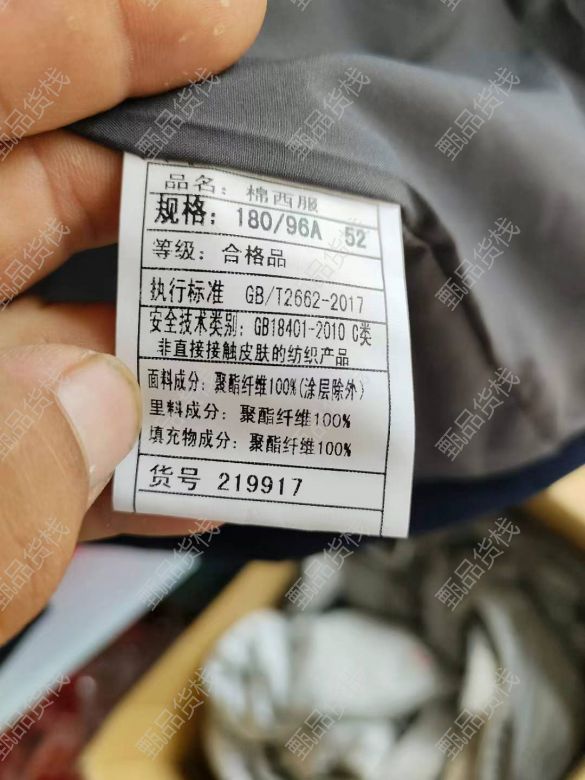 品名：棉西服
规格：180/96A 52
等级：合格品
执行标准 GB/T2662-2017
安全技术类别：GB18401-2010 C类
非直接接触皮肤的纺织产品
面料成分：聚酯纤维100%(涂层除外)
里料成分：聚酯纤维100%
填充物成分：聚酯纤维100%
货号 219917
甄品货栈